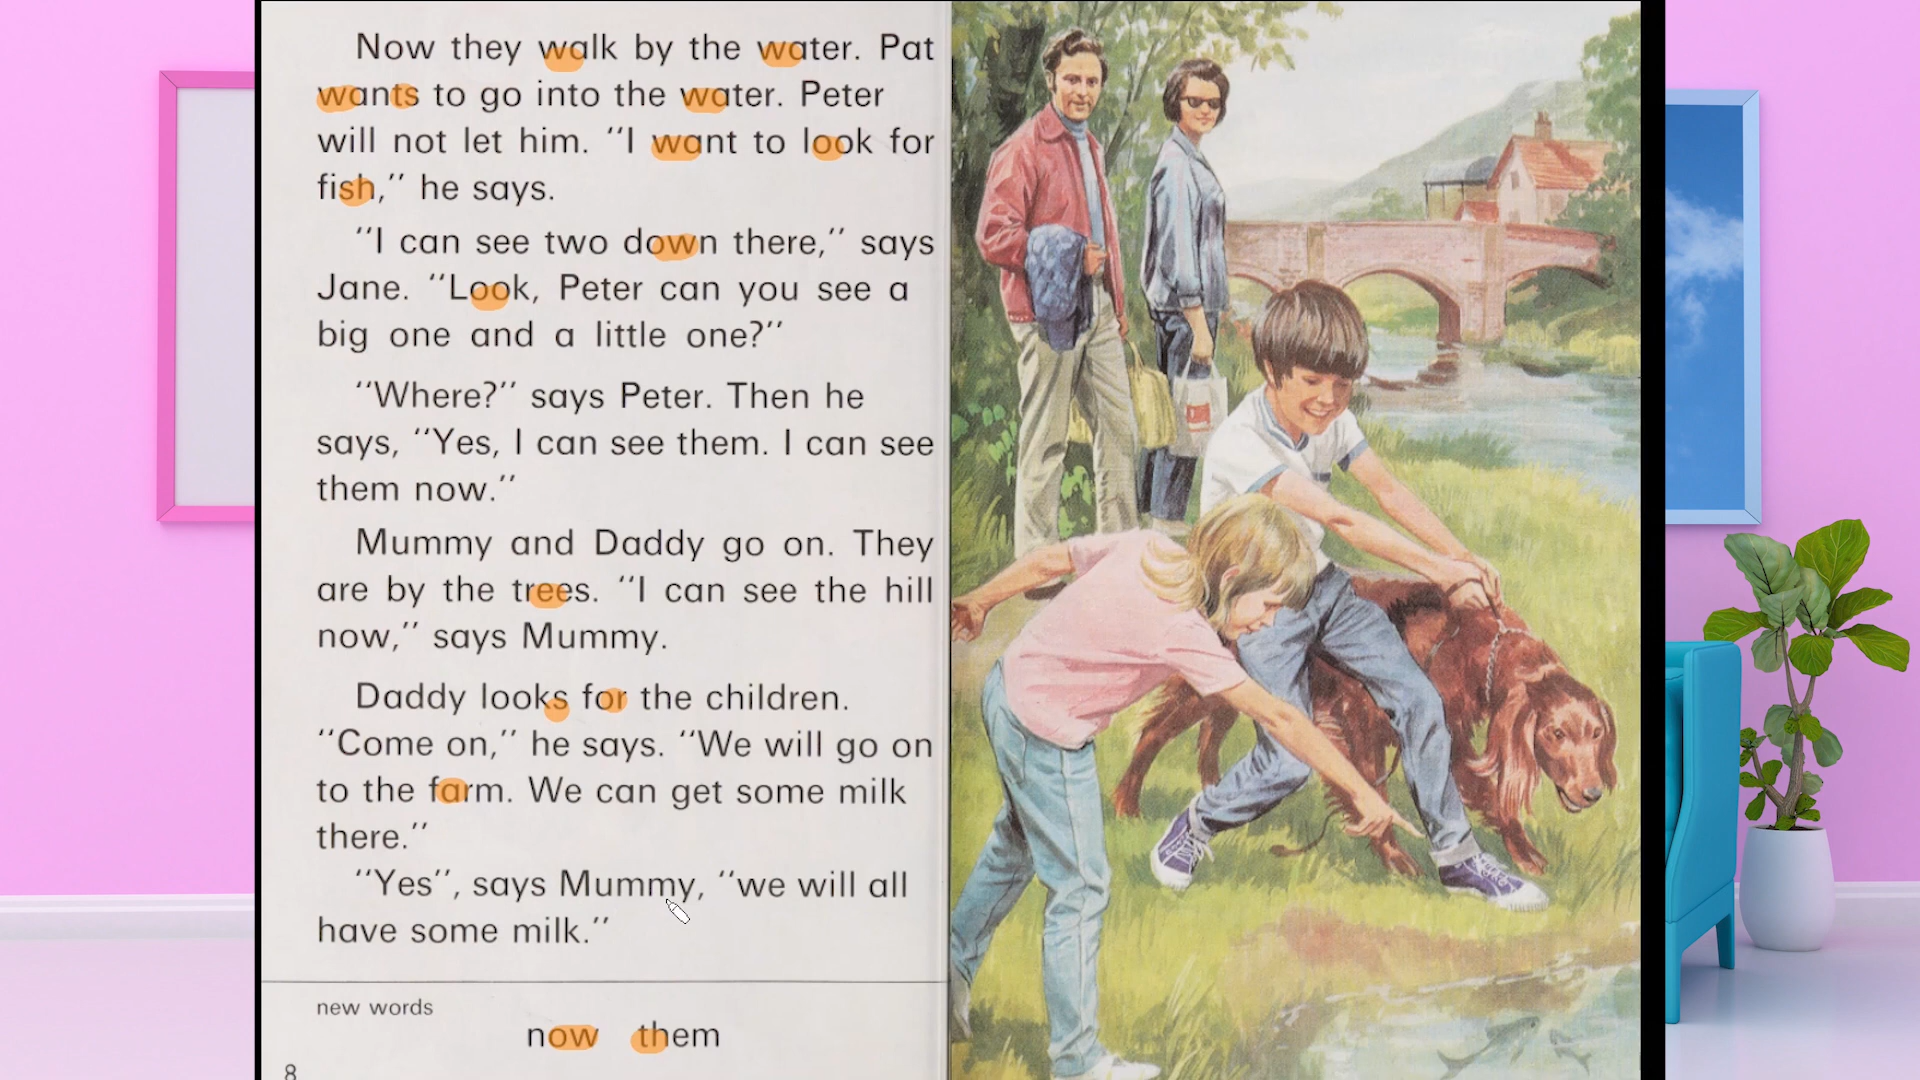 Now they walk by the water. Pat
wants to go into the water. Peter
will not let him. "I want to look for
fish," he says.
"I can see two down there," says
Jane. "Look, Peter can you see a
big one and a little one?"
"Where?" says Peter. Then he
says, "Yes, I can see them. I can see
them now."
Mummy and Daddy go on. They
are by the trees. "I can see the hill
now," says Mummy.
Daddy looks for the children.
"Come on," he says. "We will go on
to the farm. We can get some milk
there."
"Yes", says Mummy, "we will all
have some milk."
new words
now them
8